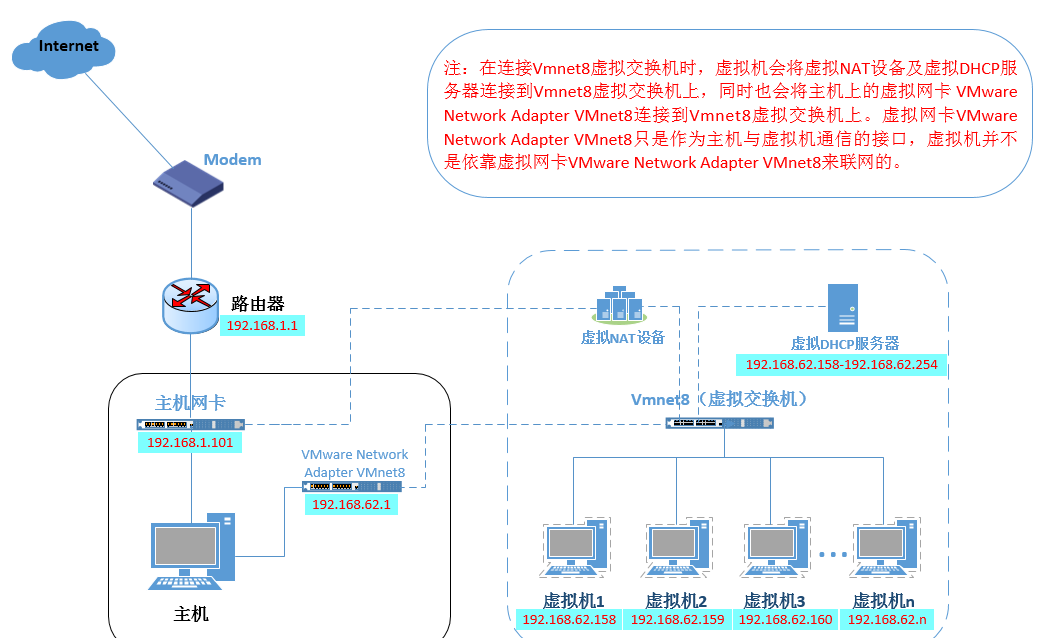 Internet
注：在连接Vmnet8虚拟交换机时，虚拟机会将虚拟NAT设备及虚拟DHCP服
务器连接到Vmnet8虚拟交换机上，同时也会将主机上的虚拟网卡 VMware
Network Adapter VMnet8连接到Vmnet8虚拟交换机上。虚拟网卡VMware
Network Adapter VMnet8只是作为主机与虚拟机通信的接口，虚拟机并不
是依靠虚拟网卡VMware Network Adapter VMnet8来联网的。
Modem
路由器
192.168.1.1
虚拟NAT设备
虚拟DHCP服务器
192.168.62.158-192.168.62.254
主机网卡
192.168.1.101
Vmnet8（虚拟交换机）
VMware Network
Adapter VMnet8
192.168.62.1
主机
虚拟机1
192.168.62.158
虚拟机2
192.168.62.159
虚拟机3
192.168.62.160
虚拟机n
192.168.62.n